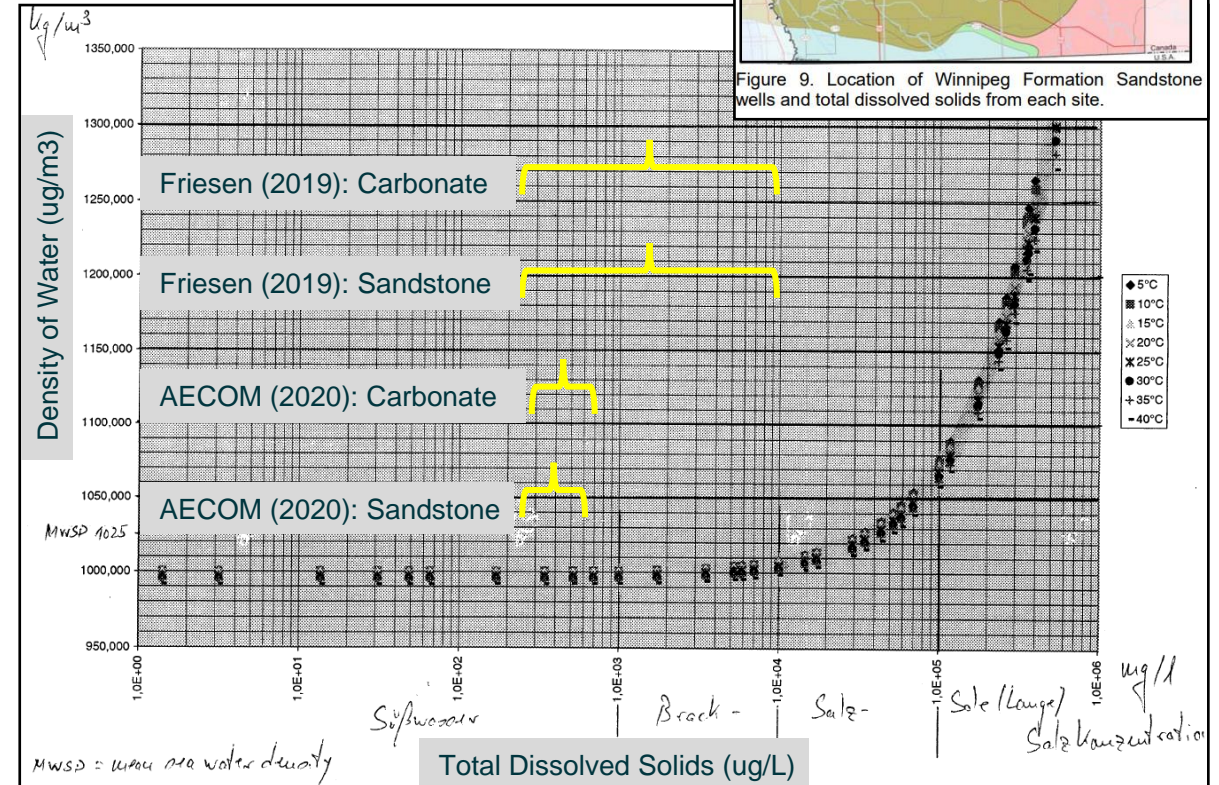 Kg/m³
1350,000
1300,000
1250,000
1200,000
1150,000
1100,000
1050,000
MWSD 1025
1000,000
950,000
Density of Water (ug/m3)
Canada
U.S.A.
Figure 9. Location of Winnipeg Formation Sandstone
wells and total dissolved solids from each site.
Friesen (2019): Carbonate
Friesen (2019): Sandstone
AECOM (2020): Carbonate
AECOM (2020): Sandstone
5°C
10°C
15°C
20°C
25°C
30°C
35°C
40°C
1,0E+00
1,0E+01
1,0E+02
1,0E+03
1,0E+04
1,0E+05
1,0E+06
mg/l
Süßwasser
Brack-
Salz-
Sole (Lauge)
Salzkonzentration
MWSD = mean sea water density
Total Dissolved Solids (ug/L)